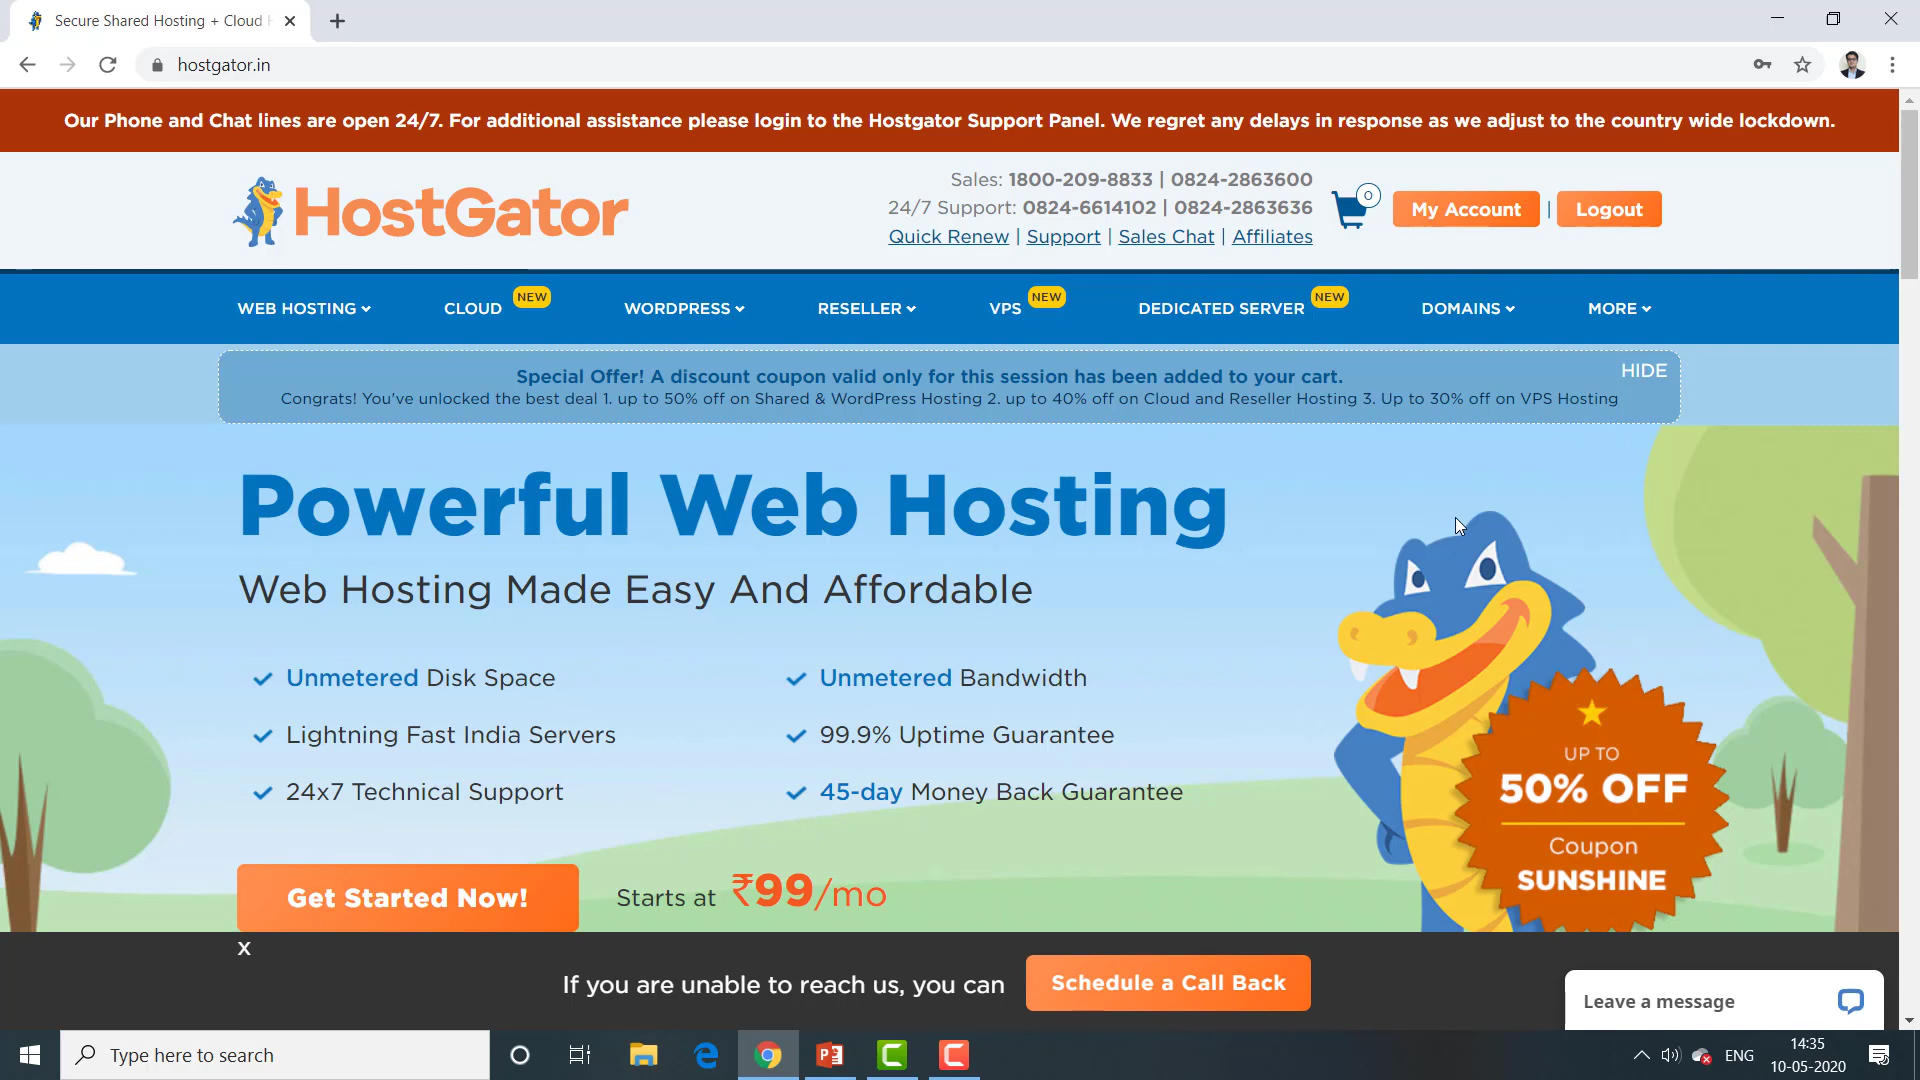 Secure Shared Hosting + Cloud H
hostgator.in
Our Phone and Chat lines are open 24/7. For additional assistance please login to the Hostgator Support Panel. We regret any delays in response as we adjust to the country wide lockdown.
HostGator
Sales: 1800-209-8833 | 0824-2863600
24/7 Support: 0824-6614102 | 0824-2863636
Quick Renew | Support | Sales Chat | Affiliates
0
My Account | Logout
WEB HOSTING CLOUD NEW WORDPRESS RESELLER VPS NEW DEDICATED SERVER NEW DOMAINS MORE
Special Offer! A discount coupon valid only for this session has been added to your cart.
HIDE
Congrats! You've unlocked the best deal 1. up to 50% off on Shared & WordPress Hosting 2. up to 40% off on Cloud and Reseller Hosting 3. Up to 30% off on VPS Hosting
Powerful Web Hosting
Web Hosting Made Easy And Affordable
Unmetered Disk Space
Unmetered Bandwidth
Lightning Fast India Servers
99.9% Uptime Guarantee
24x7 Technical Support
45-day Money Back Guarantee
UP TO
50% OFF
Coupon
SUNSHINE
Get Started Now!
Starts at ₹99/mo
X
If you are unable to reach us, you can
Schedule a Call Back
Leave a message
Type here to search
ENG
14:35
10-05-2020